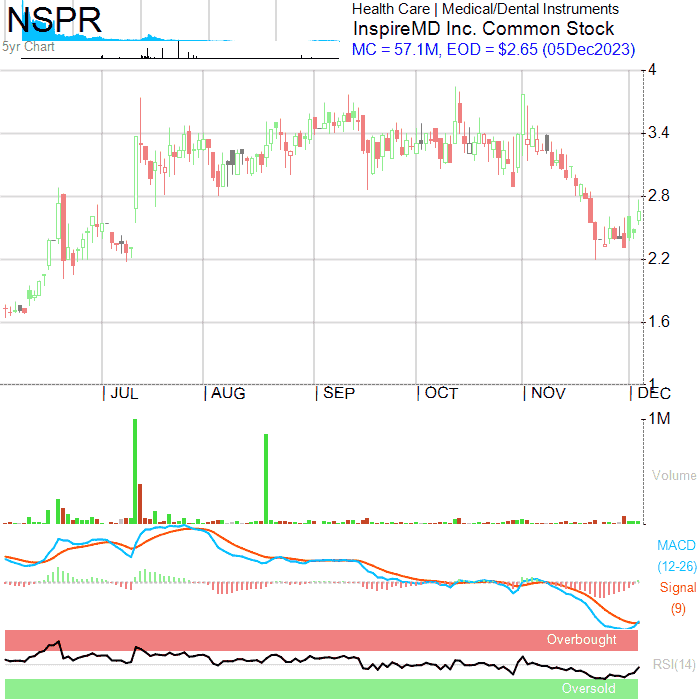 NSPR
5yr Chart
Health Care | Medical/Dental Instruments
InspireMD Inc. Common Stock
MC = 57.1M, EOD = $2.65 (05Dec2023)
4
3.4
2.8
2.2
1.6
1
| JUL | AUG | SEP | OCT | NOV | DEC
1M
Volume
MACD
(12-26)
Signal
(9)
Overbought
RSI(14)
Oversold